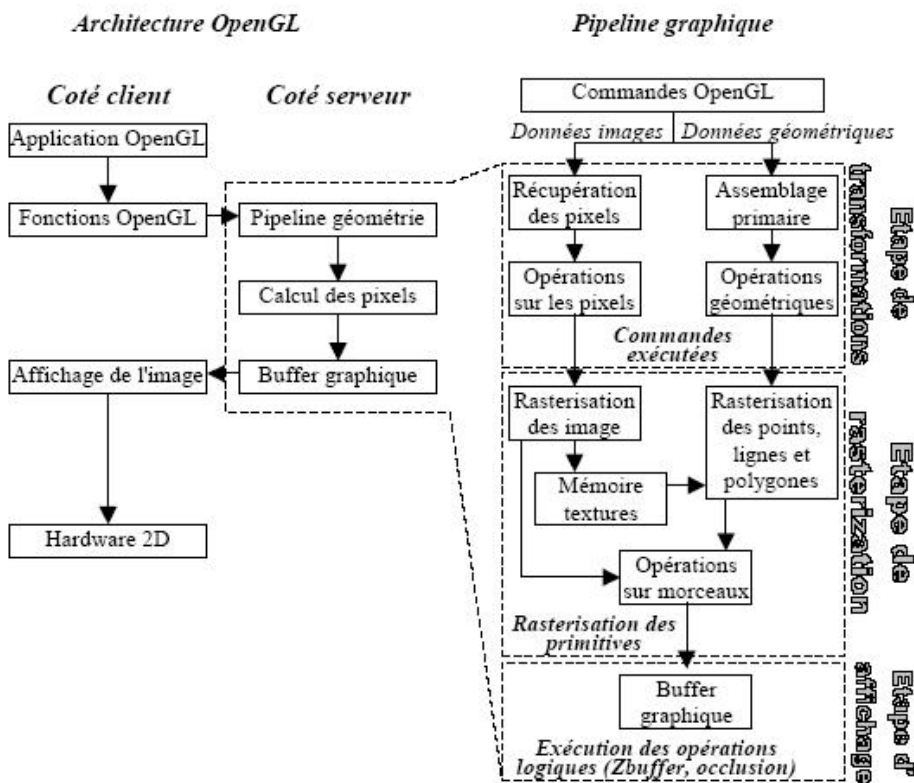 Architecture OpenGL
Pipeline graphique
Coté client
Coté serveur
Application OpenGL
Fonctions OpenGL
Pipeline géométrie
Calcul des pixels
Affichage de l'image
Buffer graphique
Hardware 2D
Commandes OpenGL
Données images
Données géométriques
Récupération
des pixels
Assemblage
primaire
Opérations
sur les pixels
Opérations
géométriques
Commandes
exécutées
Etape de
transformations
Rasterisation
des image
Rasterisation
des points,
lignes et
polygones
Mémoire
textures
Opérations
sur morceaux
Rasterisation des
primitives
Etape de
rasterization
Buffer
graphique
Exécution des opérations
logiques (Zbuffer, occlusion)
Etape d'
affichage